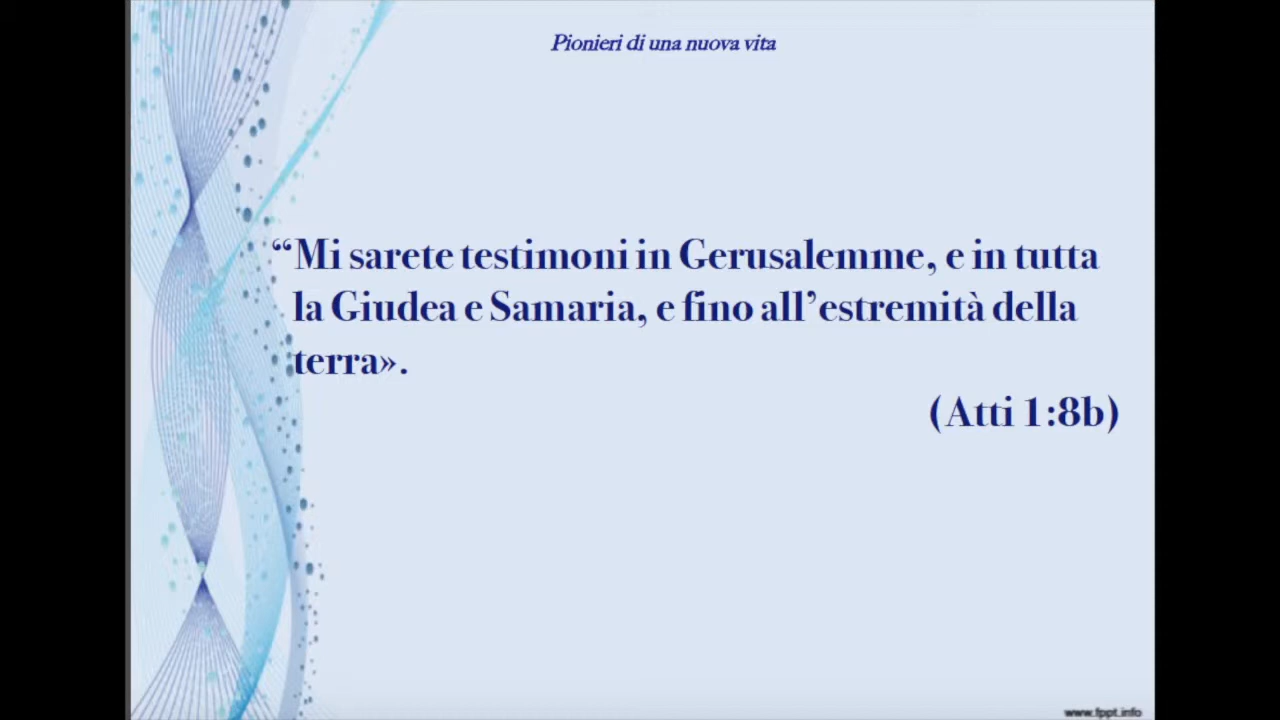 Pionieri di una nuova vita
“Mi sarete testimoni in Gerusalemme, e in tutta
la Giudea e Samaria, e fino all’estremità della
terra».
(Atti 1:8b)
www.fppt.info